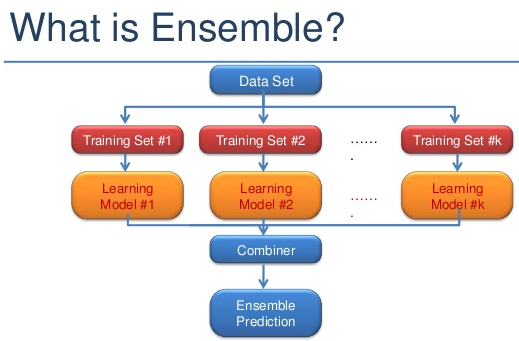 What is Ensemble?
Data Set
Training Set #1
Training Set #2
......
.
Training Set #k
Learning
Model #1
Learning
Model #2
......
.
Learning
Model #k
Combiner
Ensemble
Prediction